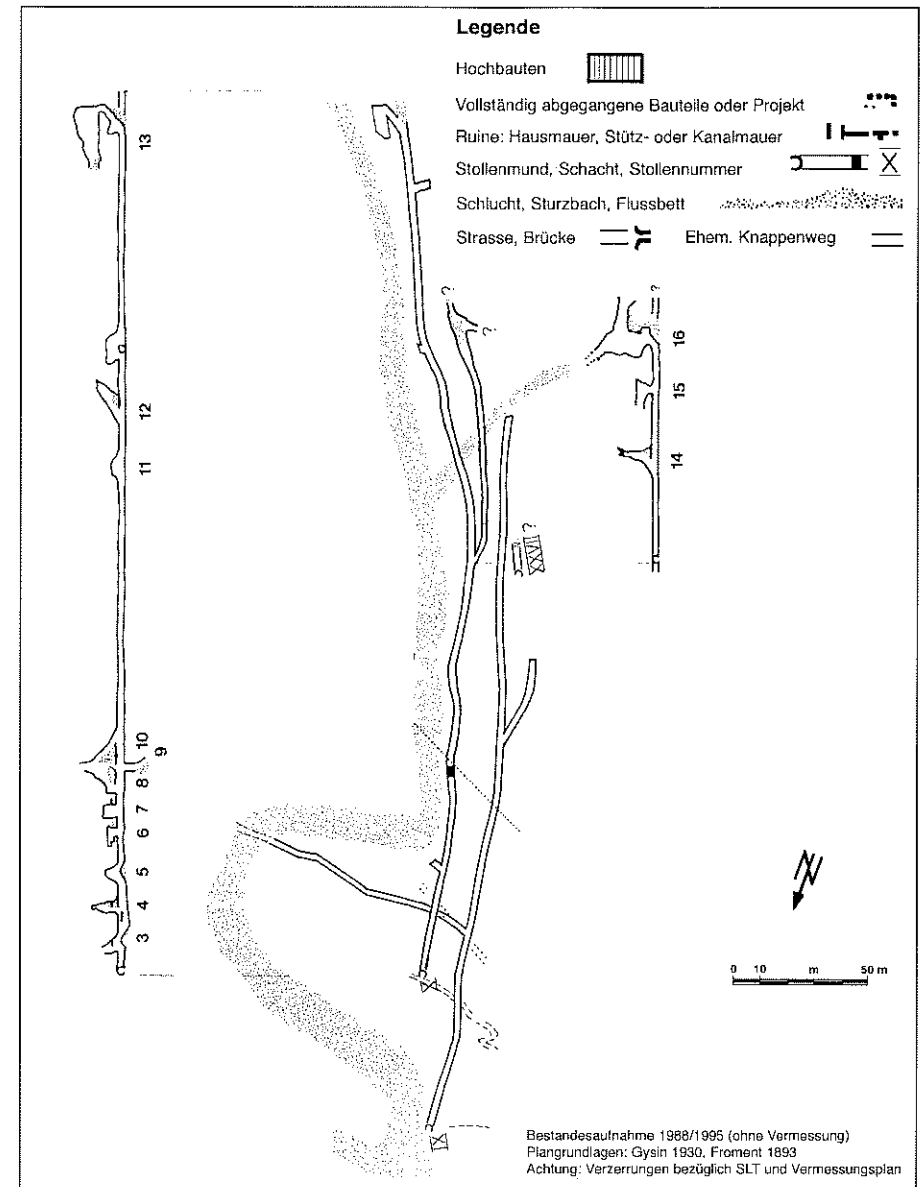 Legende
Hochbauten
Vollständig abgegangene Bauteile oder Projekt
Ruine: Hausmauer, Stütz- oder Kanalmauer
Stollenmund, Schacht, Stollennummer
X
Schlucht, Sturzbach, Flussbett
Strasse, Brücke Ehem. Knappenweg
13
12
11
10
9
8
7
6
5
4
3
?
?
?
16
15
14
?
XXVII
N
0 10 m 50 m
Bestandesaufnahme 1988/1995 (ohne Vermessung)
Plangrundlagen: Gysin 1930, Froment 1893
Achtung: Verzerrungen bezüglich SLT und Vermessungsplan